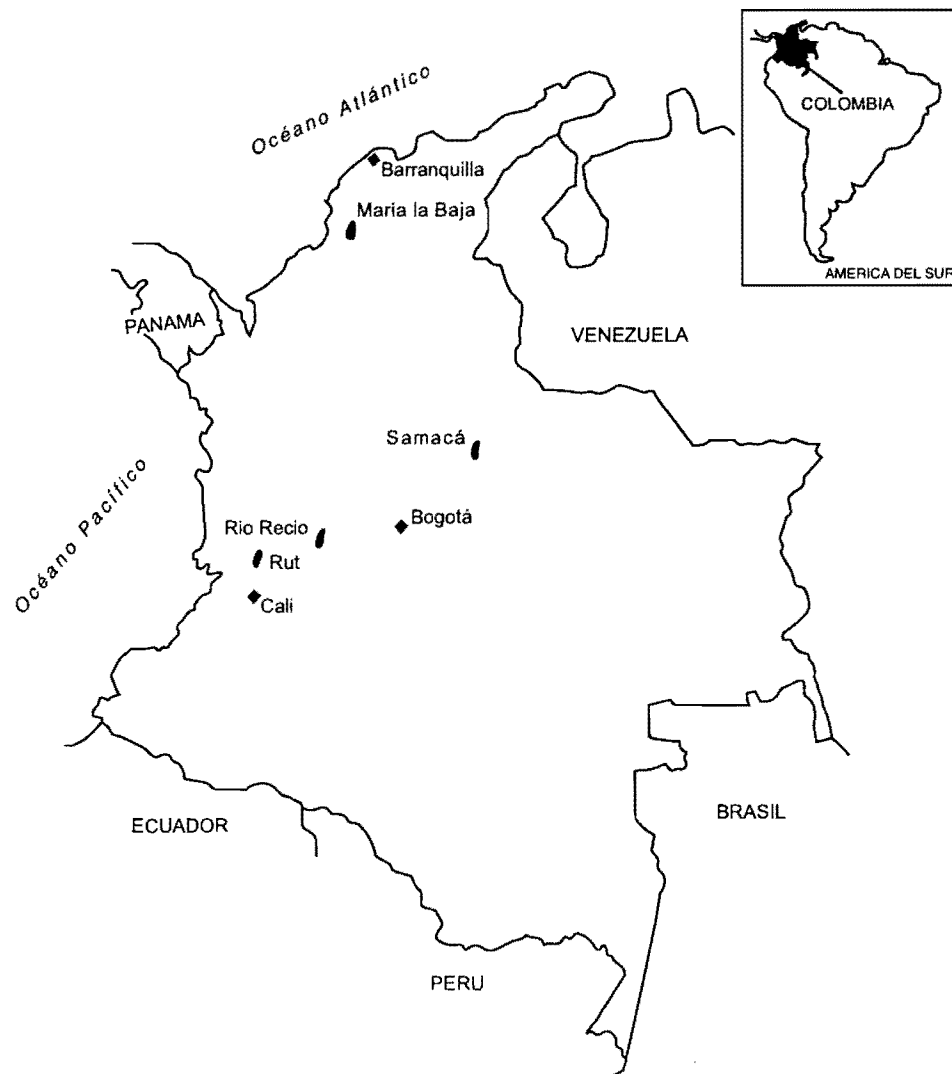 Océano Atlántico
COLOMBIA
AMERICA DEL SUR
Barranquilla
Maria la Baja
PANAMA
VENEZUELA
Samacá
Océano Pacífico
Bogotá
Rio Recio
Rut
Cali
ECUADOR
BRASIL
PERU